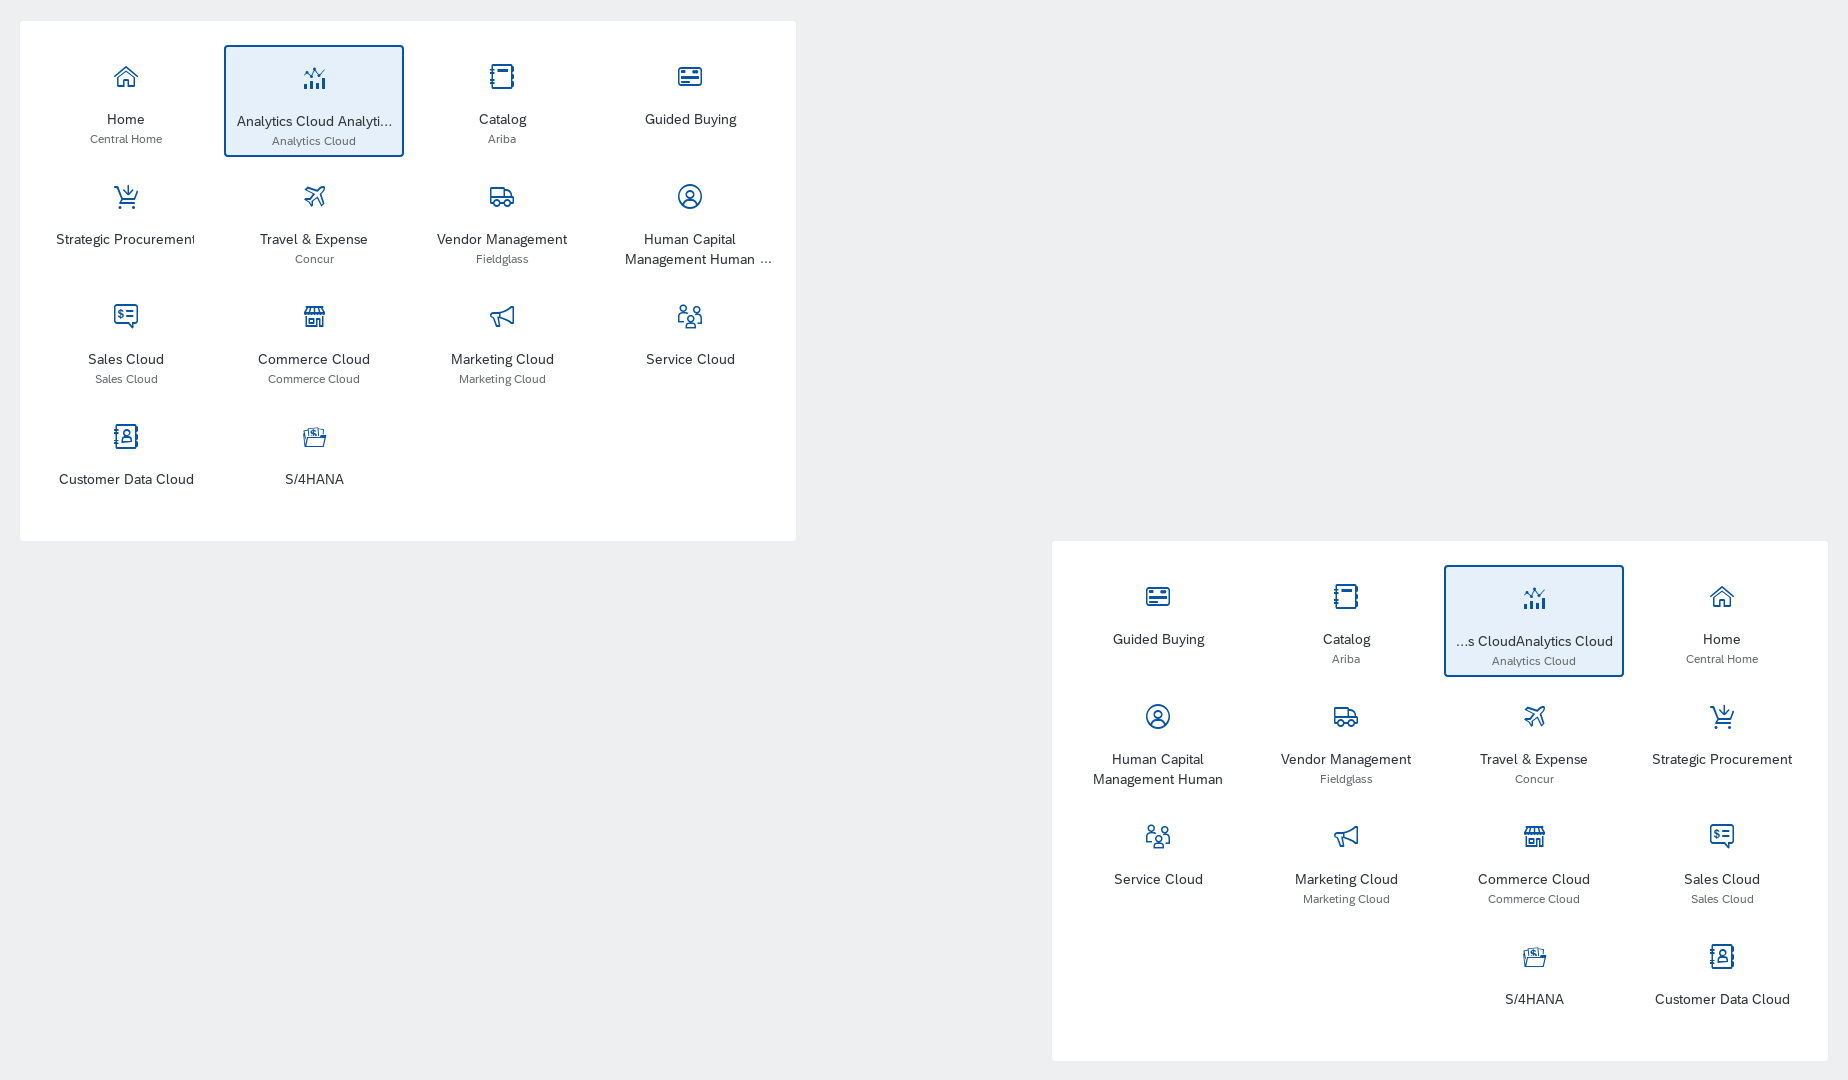 Home
Central Home
Analytics Cloud Analyti...
Analytics Cloud
Catalog
Ariba
Guided Buying
Strategic Procurement
Travel & Expense
Concur
Vendor Management
Fieldglass
Human Capital
Management Human ...
Sales Cloud
Sales Cloud
Commerce Cloud
Commerce Cloud
Marketing Cloud
Marketing Cloud
Service Cloud
Customer Data Cloud
S/4HANA
Guided Buying
Catalog
Ariba
...s CloudAnalytics Cloud
Analytics Cloud
Home
Central Home
Human Capital
Management Human
Vendor Management
Fieldglass
Travel & Expense
Concur
Strategic Procurement
Service Cloud
Marketing Cloud
Marketing Cloud
Commerce Cloud
Commerce Cloud
Sales Cloud
Sales Cloud
S/4HANA
Customer Data Cloud